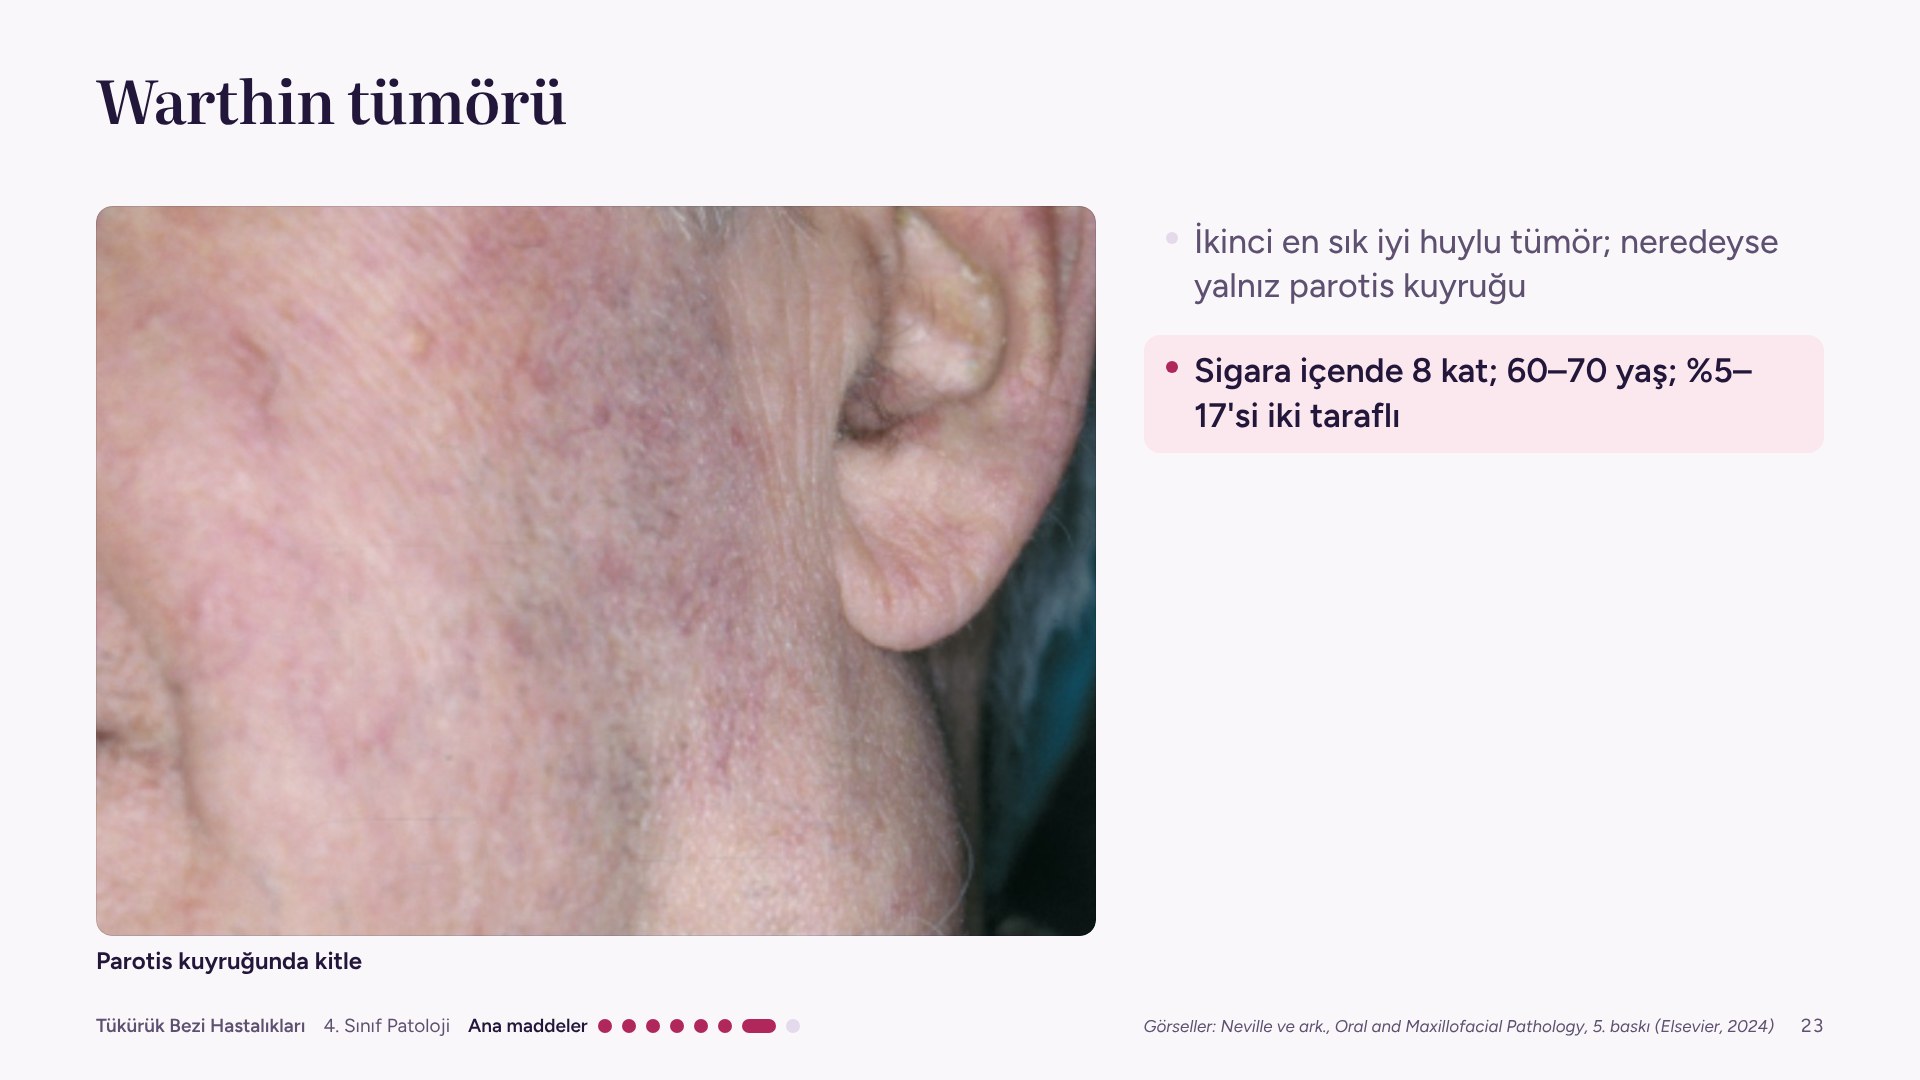 Warthin tümörü
İkinci en sık iyi huylu tümör; neredeyse
yalnız parotis kuyruğu
Sigara içende 8 kat; 60–70 yaş; %5–
17'si iki taraflı
Parotis kuyruğunda kitle
Tükürük Bezi Hastalıkları 4. Sınıf Patoloji Ana maddeler
Görseller: Neville ve ark., Oral and Maxillofacial Pathology, 5. baskı (Elsevier, 2024) 23